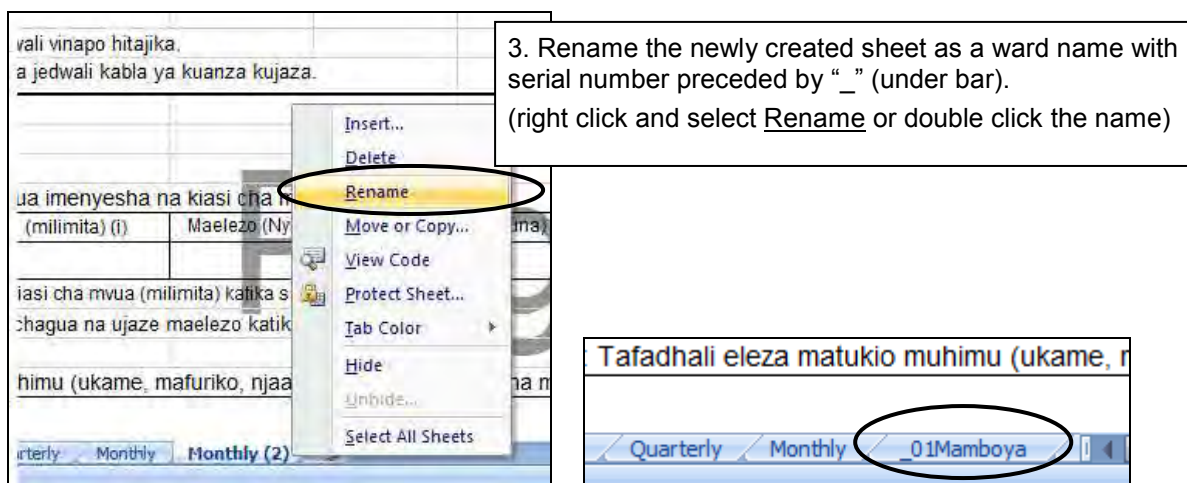 vali vinapo hitajika.
a jedwali kabla ya kuanza kujaza.
3. Rename the newly created sheet as a ward name with
serial number preceded by “_” (under bar).
(right click and select Rename or double click the name)
Insert...
Delete
Rename
Move or Copy...
View Code
Protect Sheet...
Tab Color
Hide
Unhide...
Select All Sheets
ua imenyesha na kiasi cha
(milimita) (i) Maelezo (Ny una)
iasi cha mvua (milimita) katika s
chagua na ujaze maelezo katik
himu (ukame, mafuriko, njaa na m
rterly Monthly Monthly (2)
: Tafadhali eleza matukio muhimu (ukame, r
Quarterly Monthly _01Mamboya